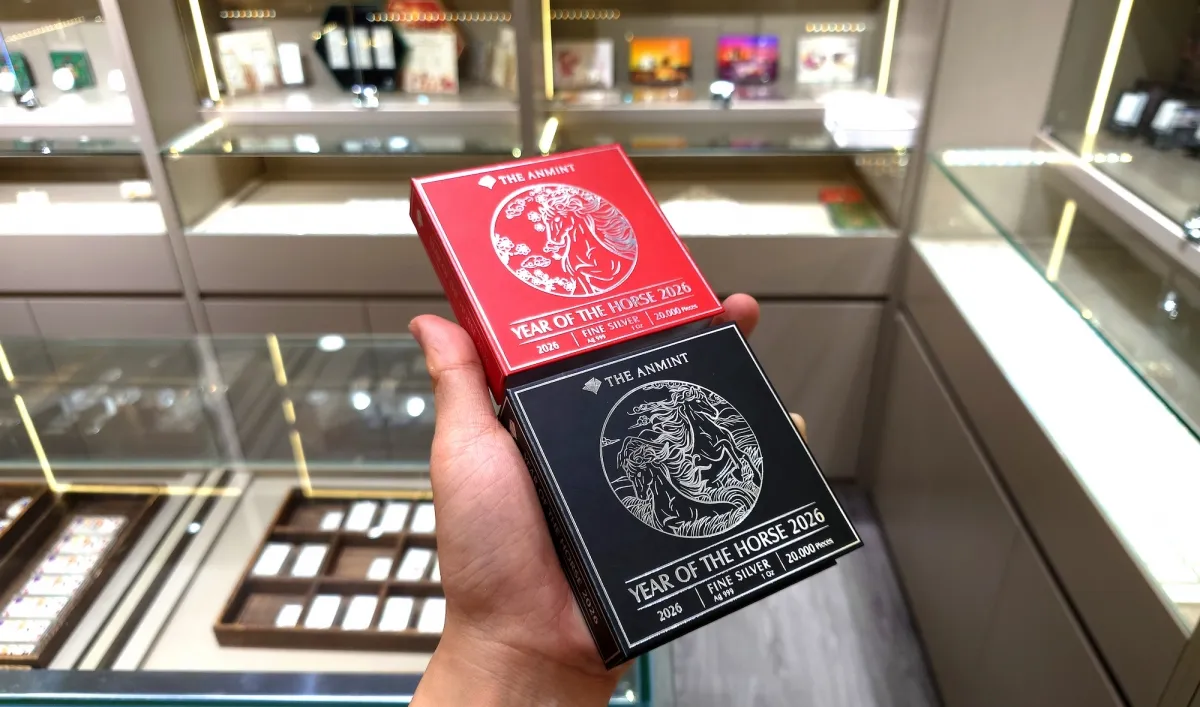 THE ANMINT
YEAR OF THE HORSE 2026
2026 | FINE SILVER | 20.000 Pieces
Ag 999 1 Oz
THE ANMINT
YEAR OF THE HORSE 2026
2026 | FINE SILVER | 20.000 Pieces
Ag 999 1 Oz